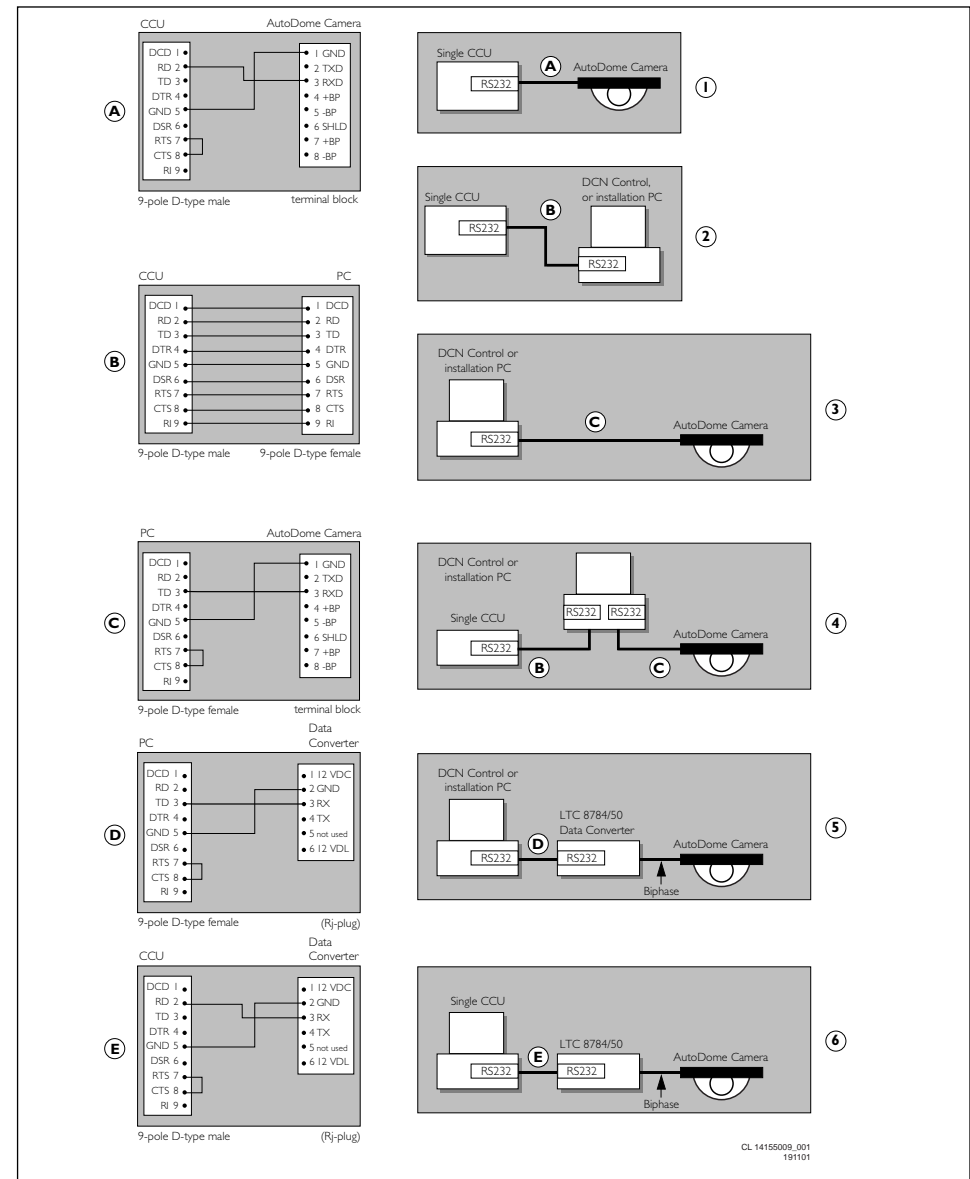 CCU AutoDome Camera
DCD 1 1 GND
RD 2 2 TXD
TD 3 3 RXD
DTR 4 4 +BP
GND 5 5 -BP
DSR 6 6 SHLD
RTS 7 7 +BP
CTS 8 8 -BP
RI 9
A
9-pole D-type male terminal block
Single CCU
RS232
A
AutoDome Camera
1
Single CCU
RS232
B
DCN Control,
or installation PC
RS232
2
CCU PC
DCD 1 1 DCD
RD 2 2 RD
TD 3 3 TD
DTR 4 4 DTR
GND 5 5 GND
DSR 6 6 DSR
RTS 7 7 RTS
CTS 8 8 CTS
RI 9 9 RI
B
9-pole D-type male 9-pole D-type female
DCN Control or
installation PC
RS232
C
AutoDome Camera
3
PC AutoDome Camera
DCD 1 1 GND
RD 2 2 TXD
TD 3 3 RXD
DTR 4 4 +BP
GND 5 5 -BP
DSR 6 6 SHLD
RTS 7 7 +BP
CTS 8 8 -BP
RI 9
C
9-pole D-type female terminal block
DCN Control or
installation PC
RS232 RS232
Single CCU
RS232
B
C
AutoDome Camera
4
PC
Data
Converter
DCD 1 1 12 VDC
RD 2 2 GND
TD 3 3 RX
DTR 4 4 TX
GND 5 5 not used
DSR 6 6 12 VDL
RTS 7
CTS 8
RI 9
D
9-pole D-type female (Rj-plug)
DCN Control or
installation PC
RS232
D
LTC 8784/50
Data Converter
RS232
Biphase
AutoDome Camera
5
CCU
Data
Converter
DCD 1 1 12 VDC
RD 2 2 GND
TD 3 3 RX
DTR 4 4 TX
GND 5 5 not used
DSR 6 6 12 VDL
RTS 7
CTS 8
RI 9
E
9-pole D-type male (Rj-plug)
Single CCU
RS232
E
LTC 8784/50
RS232
Biphase
AutoDome Camera
6
CL 14155009_001
191101